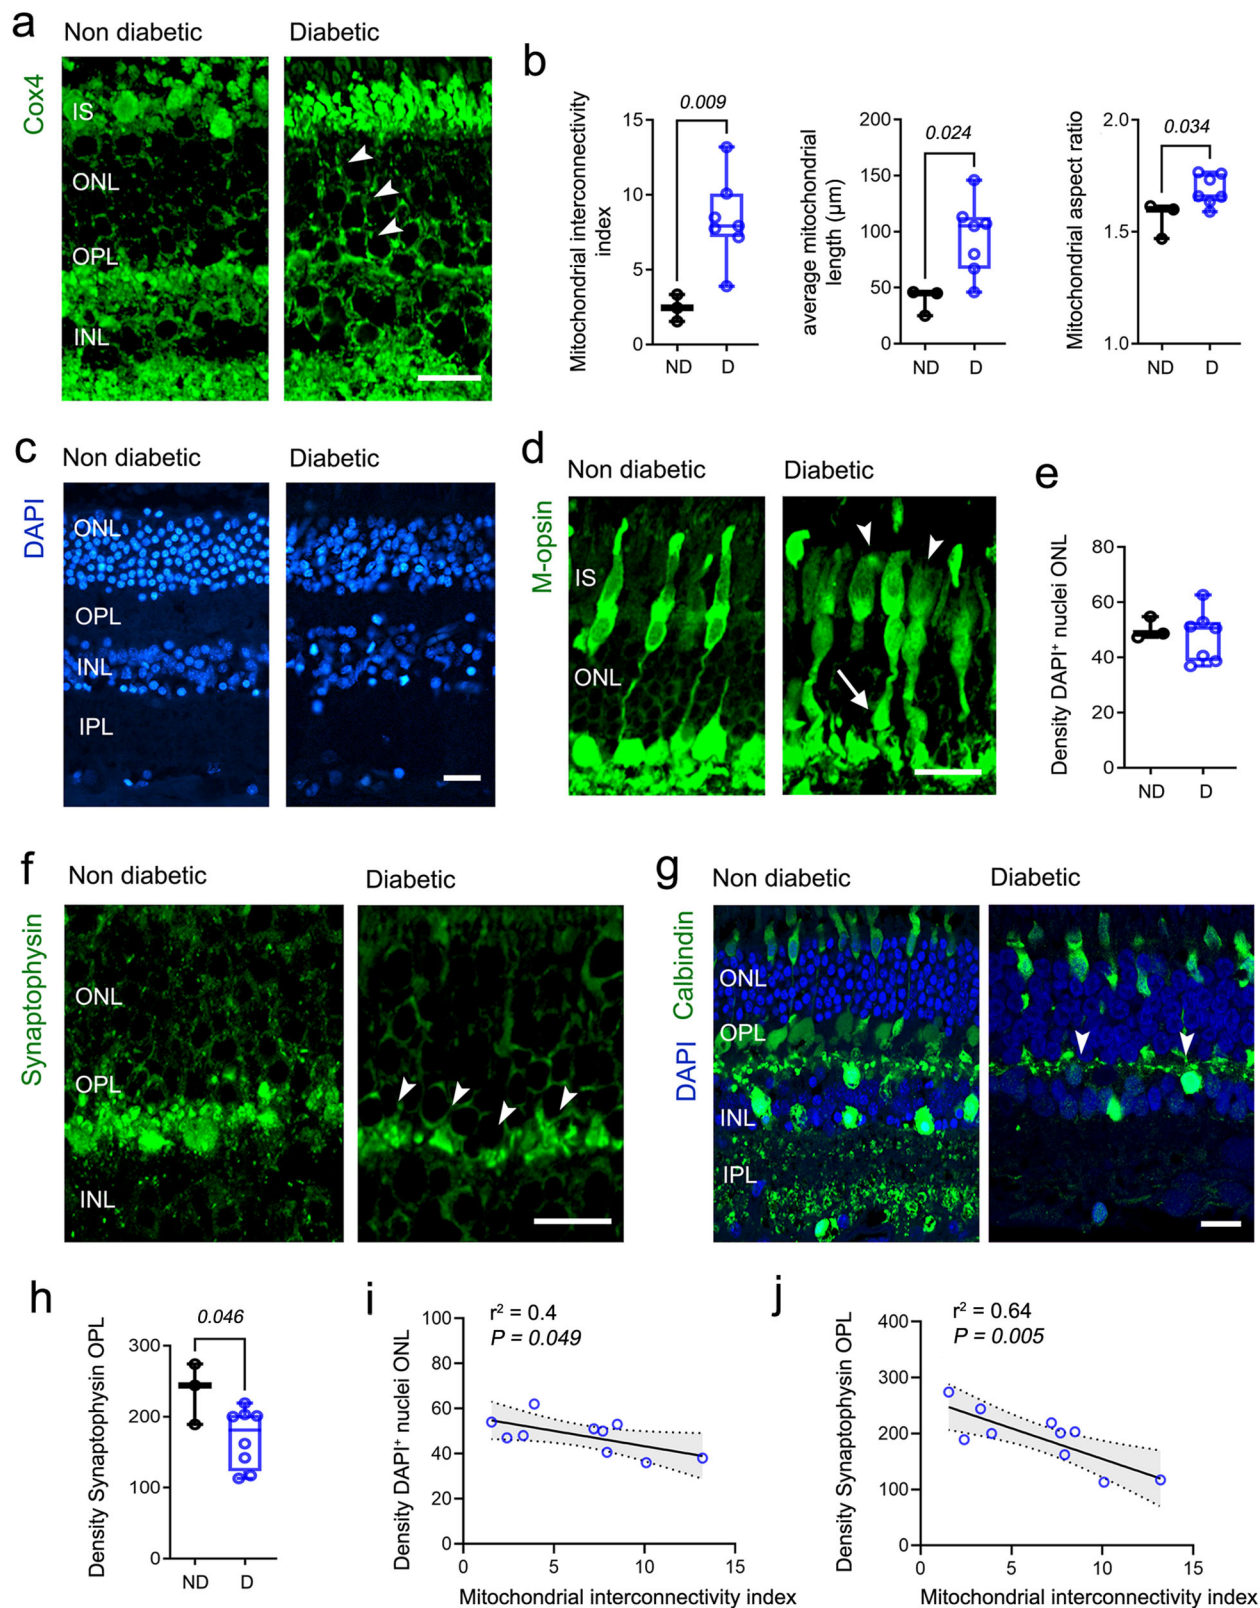 a
Non diabetic
Diabetic
Cox4
IS
ONL
OPL
INL
b
Mitochondrial interconnectivity
index
0.009
15
10
5
0
ND
D
average mitochondrial
length (μm)
0.024
200
150
100
50
0
ND
D
Mitochondrial aspect ratio
0.034
2.0
1.5
1.0
ND
D
c
Non diabetic
Diabetic
DAPI
ONL
OPL
INL
IPL
d
Non diabetic
Diabetic
M-opsin
IS
ONL
e
Density DAPI⁺ nuclei ONL
80
60
40
20
0
ND
D
f
Non diabetic
Diabetic
Synaptophysin
ONL
OPL
INL
g
Non diabetic
Diabetic
DAPI Calbindin
ONL
OPL
INL
IPL
h
Density Synaptophysin OPL
0.046
300
200
100
0
ND
D
i
r² = 0.4
P = 0.049
Density DAPI⁺ nuclei ONL
100
80
60
40
20
0
0
5
10
15
Mitochondrial interconnectivity index
j
r² = 0.64
P = 0.005
Density Synaptophysin OPL
400
300
200
100
0
0
5
10
15
Mitochondrial interconnectivity index